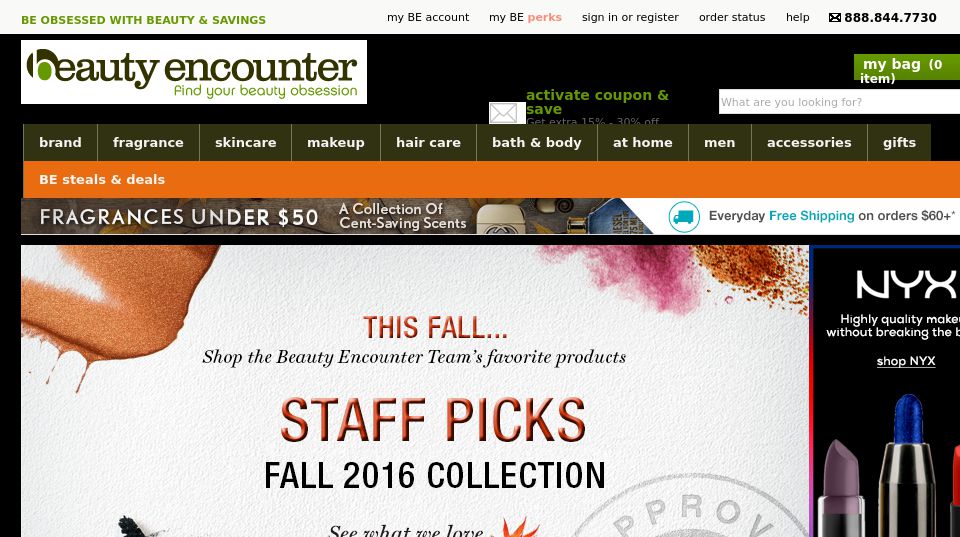 BE OBSESSED WITH BEAUTY & SAVINGS
my BE account my BE perks sign in or register order status help 888.844.7730
beauty encounter
find your beauty obsession
my bag (0
item)
activate coupon &
save
Get extra 15% - 30% off
What are you looking for?
brand fragrance skincare makeup hair care bath & body at home men accessories gifts
BE steals & deals
FRAGRANCES UNDER $50
A Collection Of
Cent-Saving Scents
Everyday Free Shipping on orders $60+*
THIS FALL...
Shop the Beauty Encounter Team's favorite products
STAFF PICKS
FALL 2016 COLLECTION
See what we love
APPROV
NYX
Highly quality makeu
without breaking the b
shop NYX